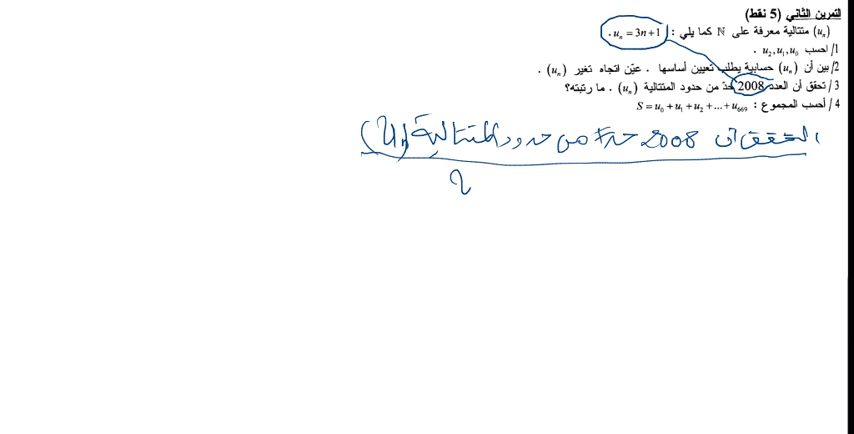 التمرين الثاني (5 نقط)
(uₙ) متتالية معرفة على ℕ كما يلي : uₙ = 3n+1 .
1/ احسب u₂,u₁,u₀ .
2/ بين أن (uₙ) حسابية يطلب تعيين أساسها . عيّن اتجاه تغير (uₙ) .
3/ تحقق أن العدد 2008 حدّ من حدود المتتالية (uₙ) . ما رتبته؟
4/ أحسب المجموع : S = u₀ + u₁ + u₂ + ... + u₆₆₉
التحقق أن 2008 حد من حدود المتتالية (Uₙ)
2